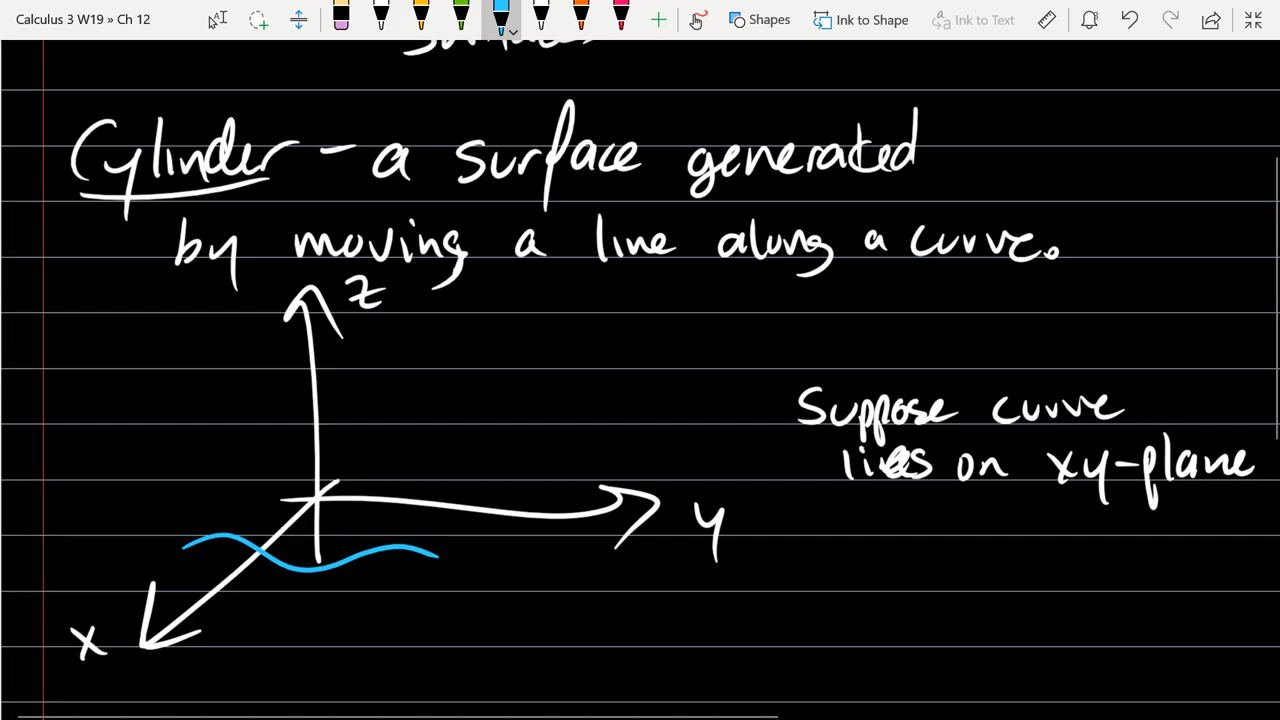 Calculus 3 W19 » Ch 12
Shapes
Ink to Shape
Ink to Text
Cylinder - a surface generated
by moving a line along a curve.
z
Suppose curve
lies on xy-plane
y
x